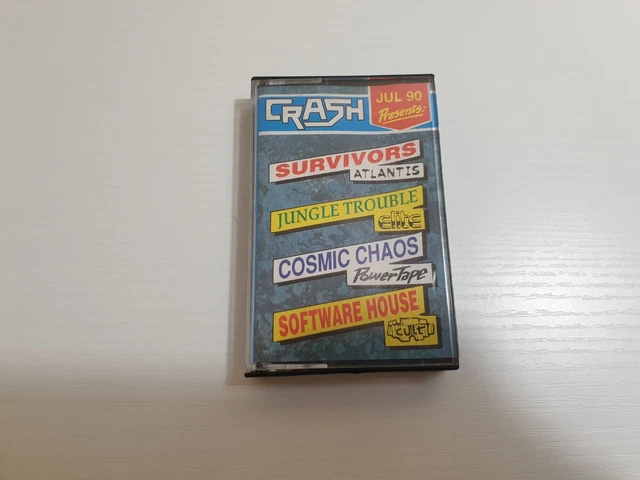 CRASH
JUL 90
Presents:
SURVIVORS
ATLANTIS
JUNGLE TROUBLE
elite
COSMIC CHAOS
PowerTape
SOFTWARE HOUSE
CULT